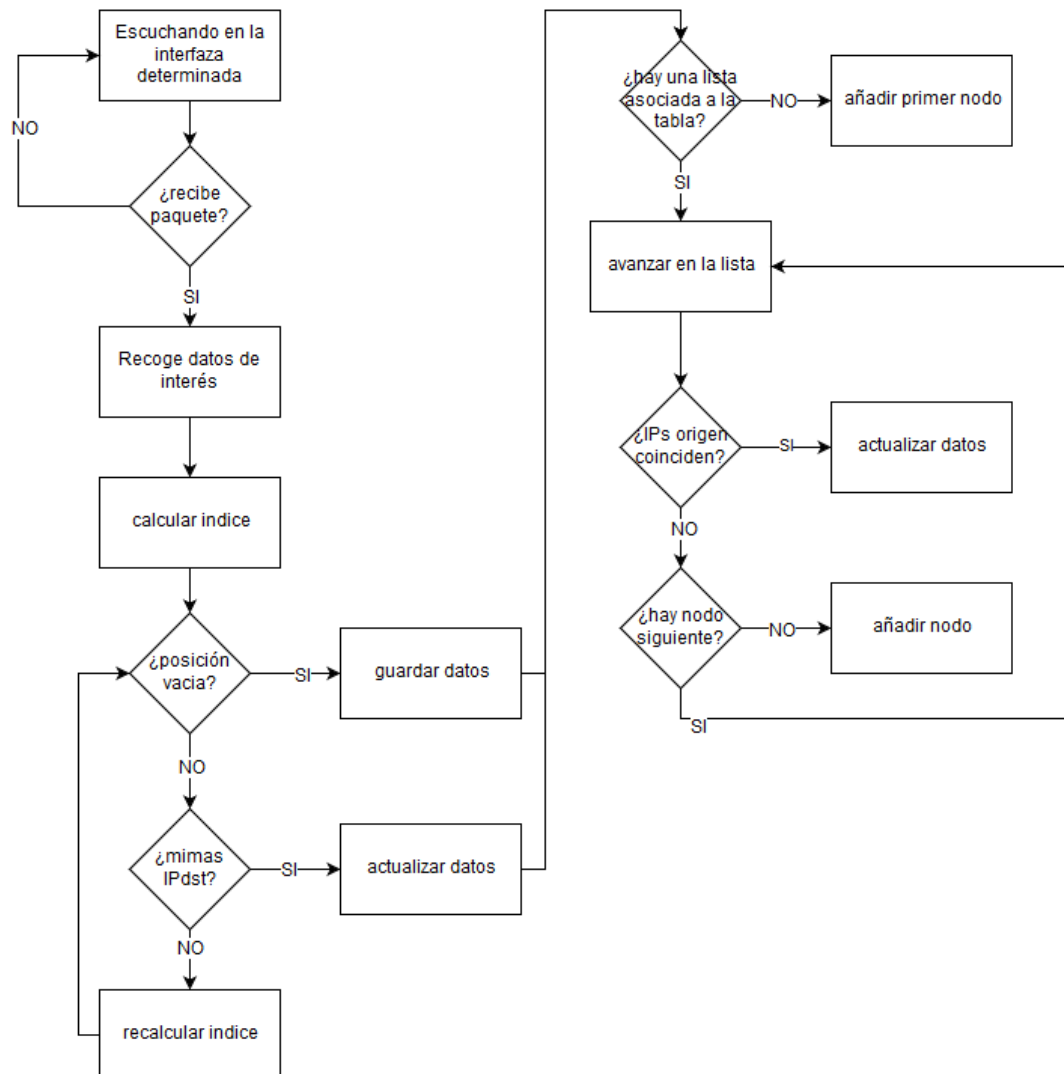 Escuchando en la
interfaza
determinada
NO
¿recibe
paquete?
SI
Recoge datos de
interés
calcular indice
¿posición
vacia?
SI
guardar datos
NO
¿mimas
IPdst?
SI
actualizar datos
NO
recalcular indice
¿hay una lista
asociada a la
tabla?
NO
añadir primer nodo
SI
avanzar en la lista
¿IPs origen
coinciden?
SI
actualizar datos
NO
¿hay nodo
siguiente?
NO
añadir nodo
SI